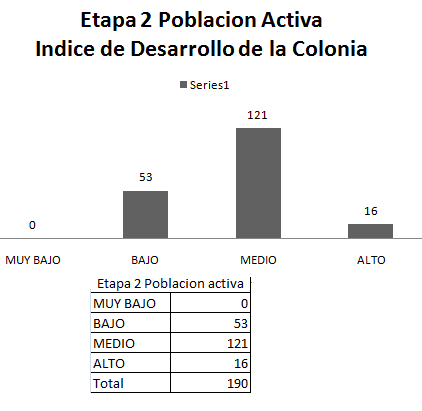 Etapa 2 Poblacion Activa
Indice de Desarrollo de la Colonia
Series1
0
53
121
16
MUY BAJO BAJO MEDIO ALTO
Etapa 2 Poblacion activa
MUY BAJO 0
BAJO 53
MEDIO 121
ALTO 16
Total 190